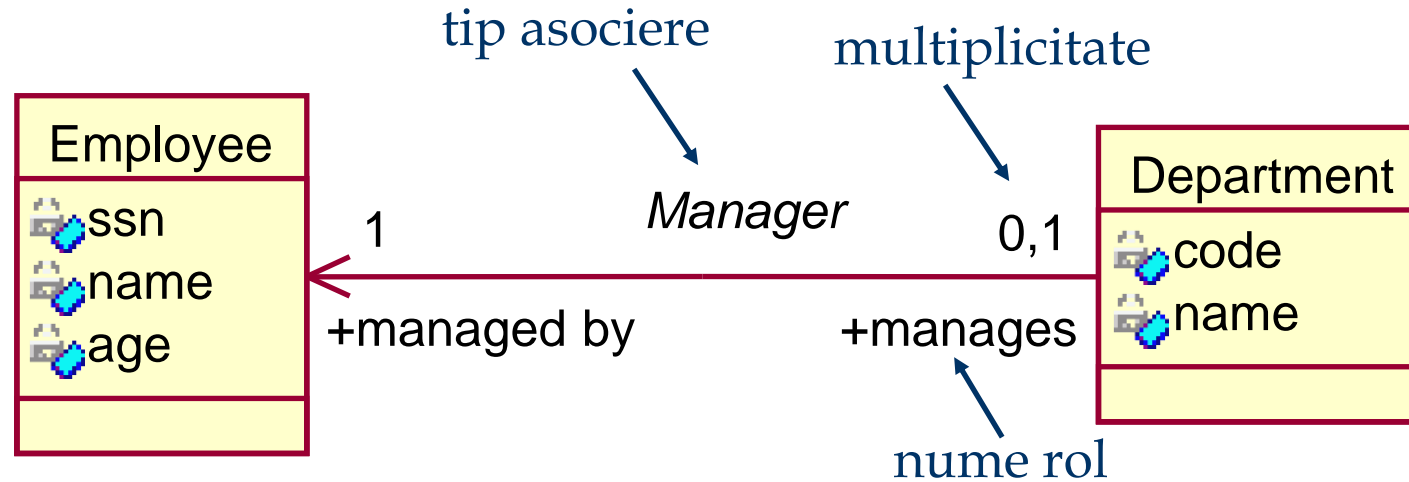 tip asociere
multiplicitate
Employee
ssn
name
age
1
Manager
0,1
+managed by
+manages
Department
code
name
nume rol